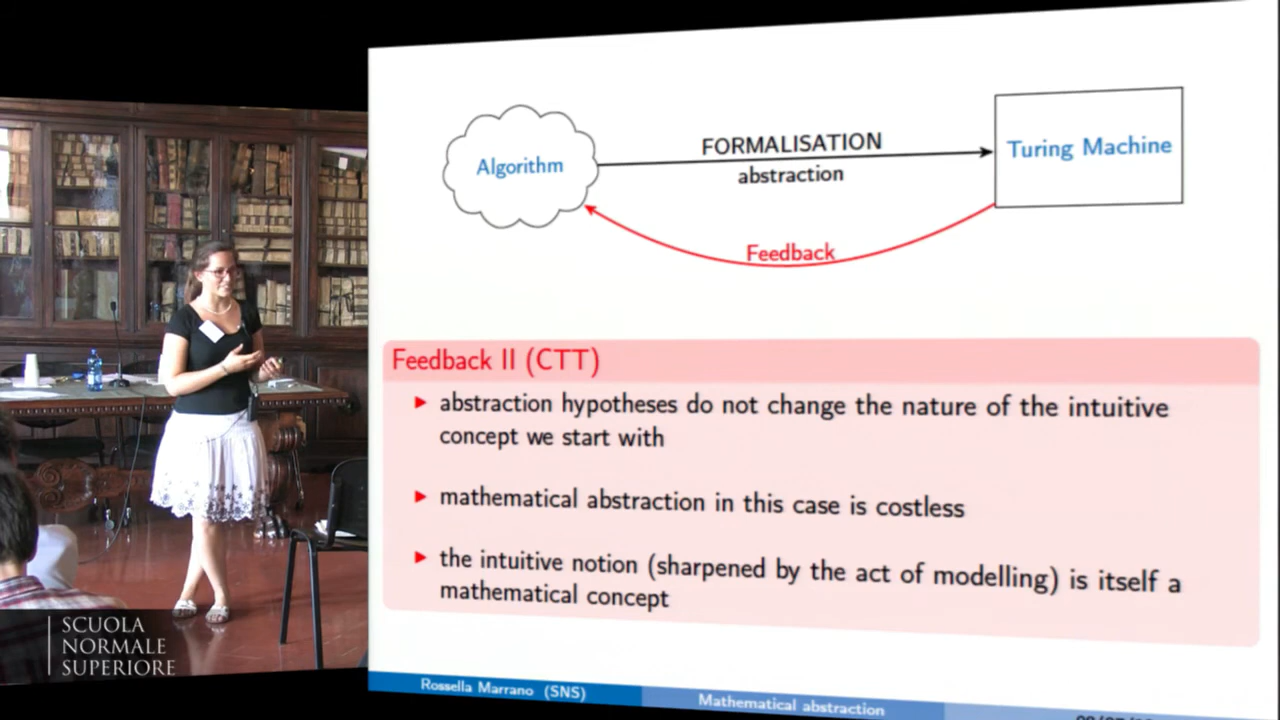 Algorithm
FORMALISATION
abstraction
Turing Machine
Feedback
Feedback II (CTT)
abstraction hypotheses do not change the nature of the intuitive
concept we start with
mathematical abstraction in this case is costless
the intuitive notion (sharpened by the act of modelling) is itself a
mathematical concept
Rossella Marrano (SNS)
Mathematical abstraction
SCUOLA
NORMALE
SUPERIORE